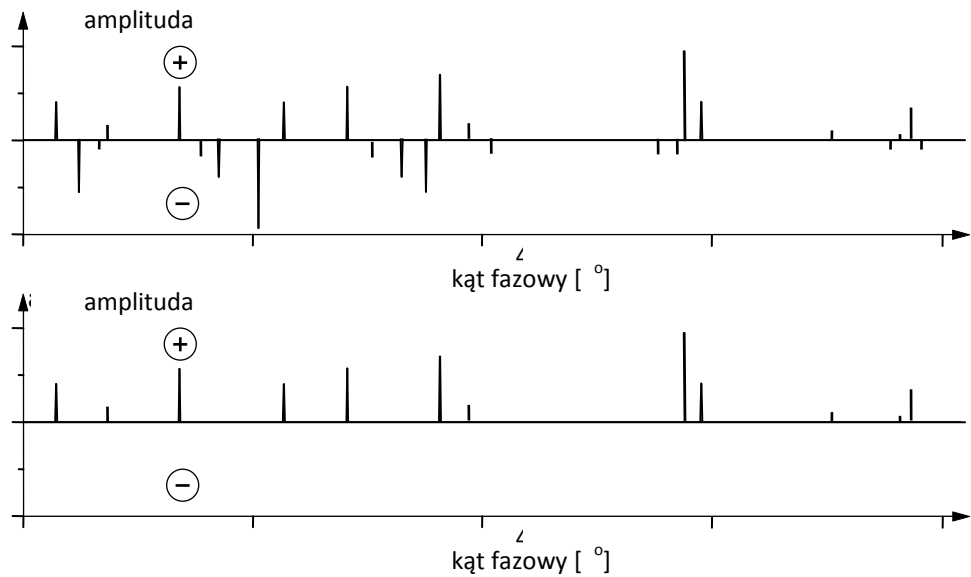 amplituda
+
−
kąt fazowy [ °]
amplituda
+
−
kąt fazowy [ °]